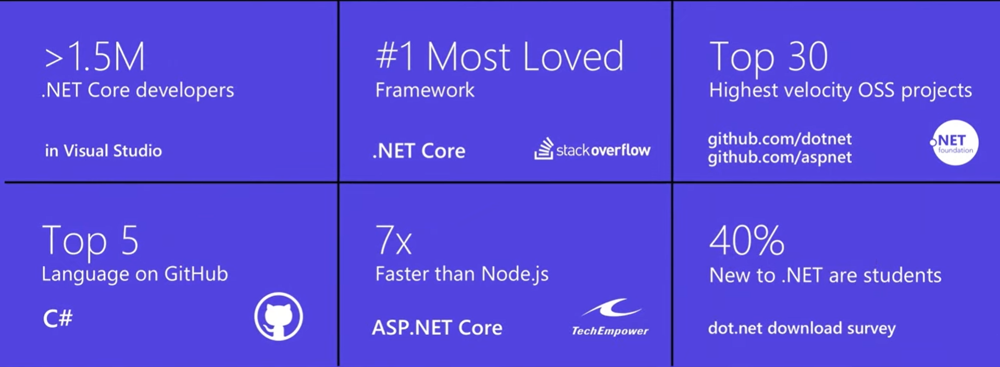 >1.5M
.NET Core developers
in Visual Studio
#1 Most Loved
Framework
.NET Core
stackoverflow
Top 30
Highest velocity OSS projects
github.com/dotnet
github.com/aspnet
.NET
foundation
Top 5
Language on GitHub
C#
7x
Faster than Node.js
ASP.NET Core
TechEmpower
40%
New to .NET are students
dot.net download survey